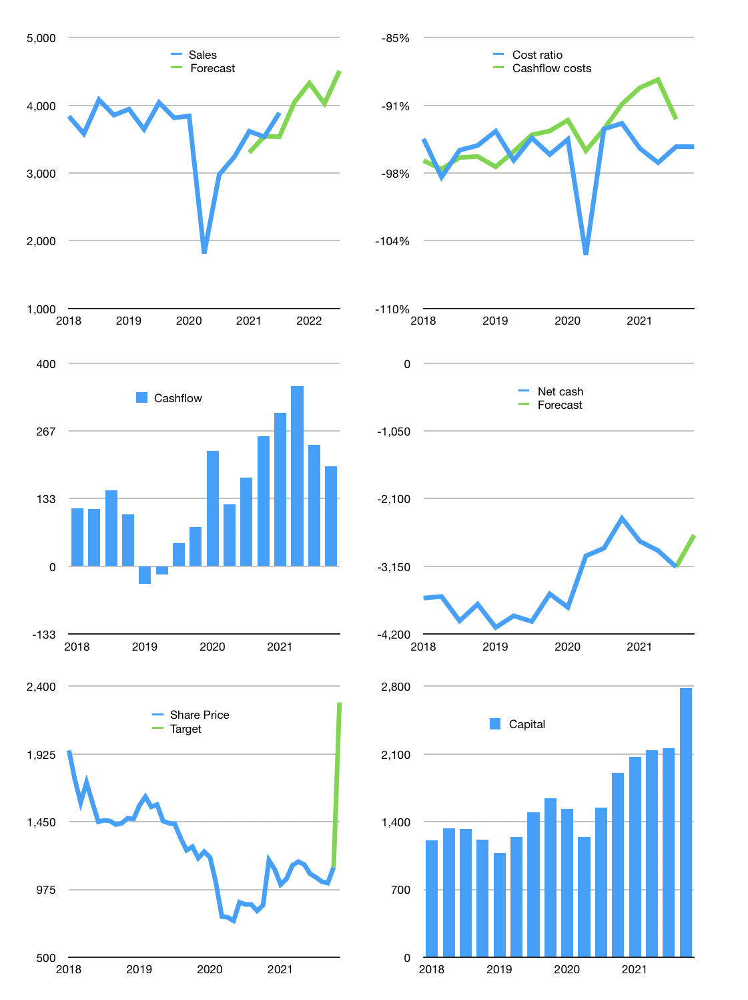 5,000
4,000
3,000
2,000
1,000
Sales
Forecast
2018 2019 2020 2021 2022
-85%
-91%
-98%
-104%
-110%
Cost ratio
Cashflow costs
2018 2019 2020 2021
400
267
133
0
-133
Cashflow
2018 2019 2020 2021
0
-1,050
-2,100
-3,150
-4,200
Net cash
Forecast
2018 2019 2020 2021
2,400
1,925
1,450
975
500
Share Price
Target
2018 2019 2020 2021
2,800
2,100
1,400
700
0
Capital
2018 2019 2020 2021